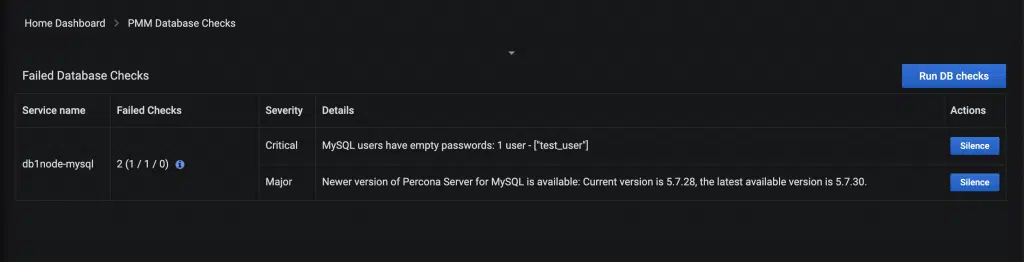 Home Dashboard > PMM Database Checks
Failed Database Checks
Run DB checks
Service name Failed Checks Severity Details Actions
db1node-mysql 2 (1 / 1 / 0)
Critical MySQL users have empty passwords: 1 user - ["test_user"] Silence
Major Newer version of Percona Server for MySQL is available: Current version is 5.7.28, the latest available version is 5.7.30. Silence